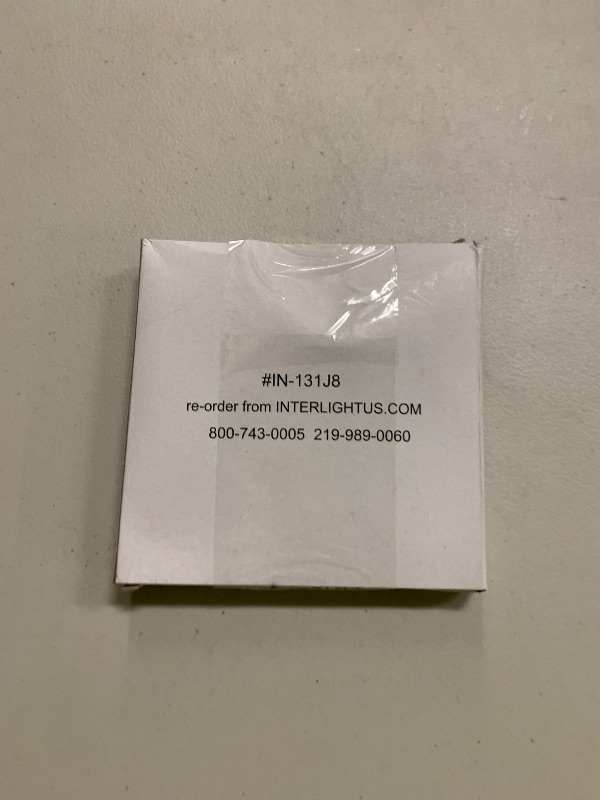 #IN-131J8
re-order from INTERLIGHTUS.COM
800-743-0005 219-989-0060